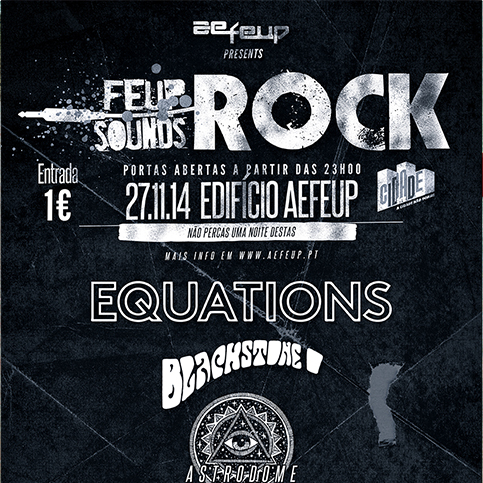 aefeup
PRESENTS
FEUP
SOUNDS
ROCK
PORTAS ABERTAS A PARTIR DAS 23H00
Entrada
1€
27.11.14 EDIFÍCIO AEFEUP
CIDADE
NÃO PERCAS UMA NOITE DESTAS
MAIS INFO EM WWW.AEFEUP.PT
EQUATIONS
BLACKSTONE
ASTRODOME